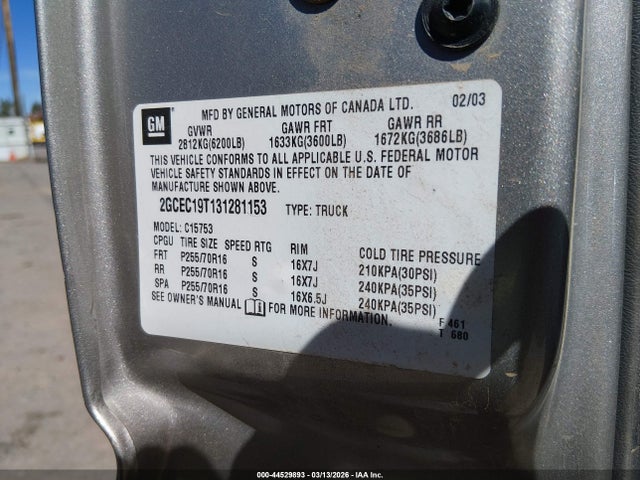 GM
MFD BY GENERAL MOTORS OF CANADA LTD. 02/03
GVWR GAWR FRT GAWR RR
2812KG(6200LB) 1633KG(3600LB) 1672KG(3686LB)
THIS VEHICLE CONFORMS TO ALL APPLICABLE U.S. FEDERAL MOTOR
VEHICLE SAFETY STANDARDS IN EFFECT ON THE DATE OF
MANUFACTURE SHOWN ABOVE.
2GCEC19T131281153 TYPE: TRUCK
MODEL: C15753
CPGU TIRE SIZE SPEED RTG RIM COLD TIRE PRESSURE
FRT P255/70R16 S 16X7J 210KPA(30PSI)
RR P255/70R16 S 16X7J 240KPA(35PSI)
SPA P255/70R16 S 16X6.5J 240KPA(35PSI)
SEE OWNER'S MANUAL FOR MORE INFORMATION.
F 461
T 680
000-44529893 - 03/13/2026 - IAA Inc.